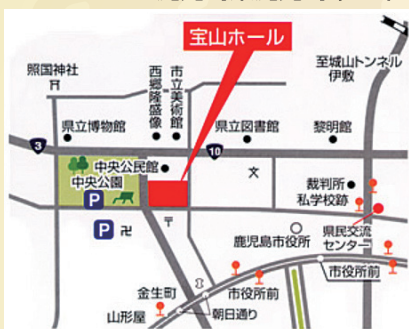 宝山ホール
至城山トンネル
伊敷
照国神社
西郷隆盛像
市立美術館
県立博物館
県立図書館
黎明館
3
10
中央公民館
中央公園
P
P
裁判所
私学校跡
鹿児島市役所
県民交流
センター
市役所前
金生町
市役所前
山形屋
朝日通り